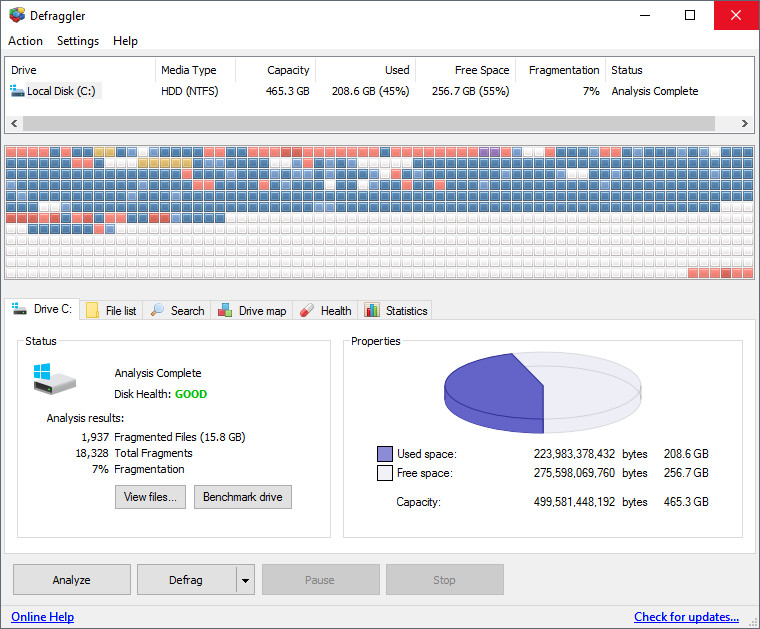 Defraggler
Action Settings Help
Drive Media Type Capacity Used Free Space Fragmentation Status
Local Disk (C:) HDD (NTFS) 465.3 GB 208.6 GB (45%) 256.7 GB (55%) 7% Analysis Complete
Drive C: File list Search Drive map Health Statistics
Status
Analysis Complete
Disk Health: GOOD
Analysis results:
1,937 Fragmented Files (15.8 GB)
18,328 Total Fragments
7% Fragmentation
View files... Benchmark drive
Properties
Used space: 223,983,378,432 bytes 208.6 GB
Free space: 275,598,069,760 bytes 256.7 GB
Capacity: 499,581,448,192 bytes 465.3 GB
Analyze Defrag Pause Stop
Online Help Check for updates...